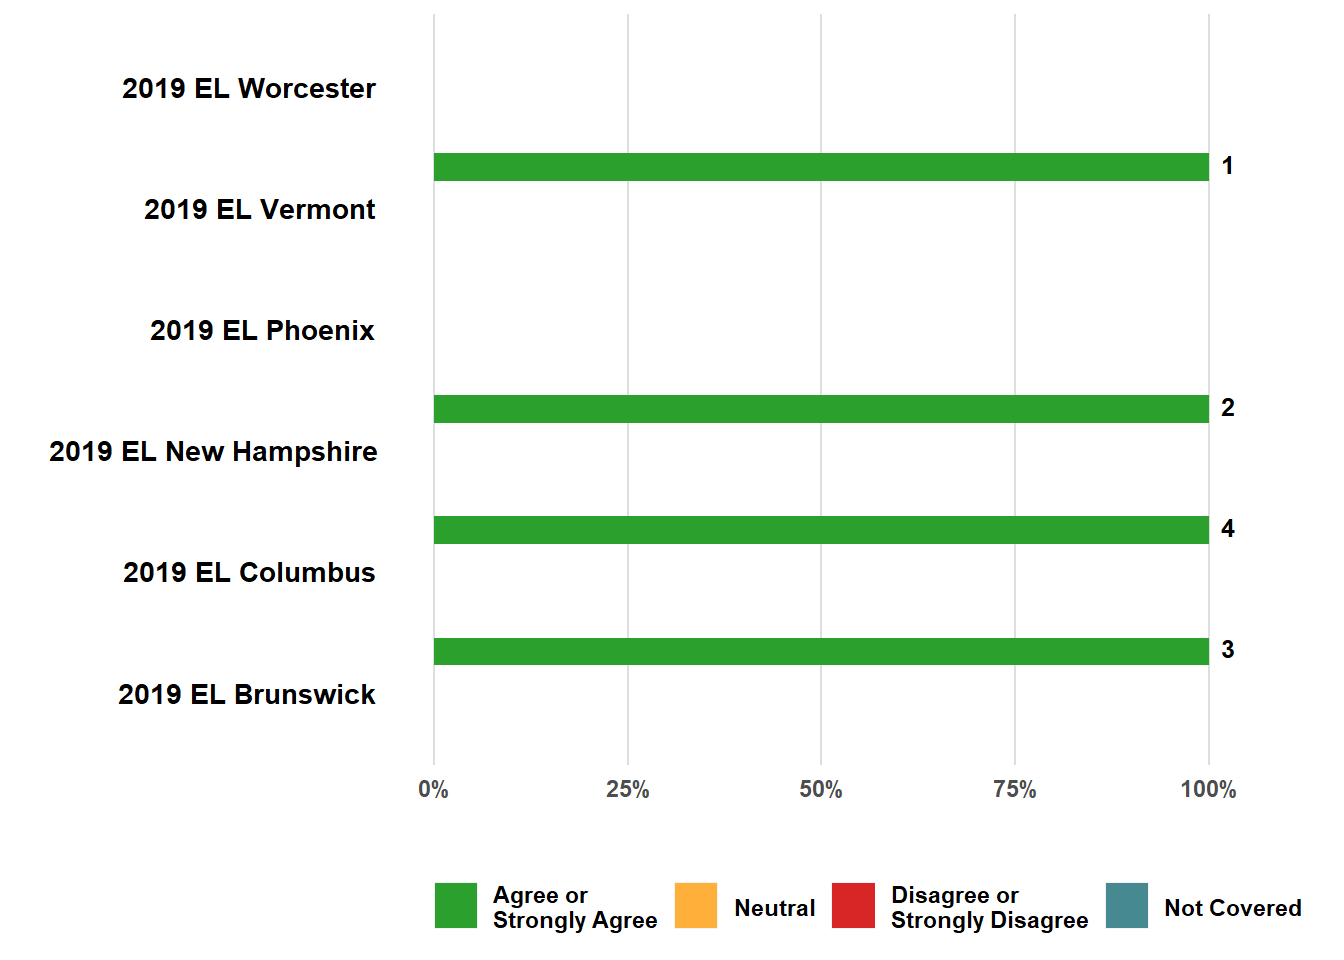 2019 EL Worcester
1
2019 EL Vermont
2019 EL Phoenix
2
2019 EL New Hampshire
4
2019 EL Columbus
3
2019 EL Brunswick
0% 25% 50% 75% 100%
Agree or
Strongly Agree
Neutral
Disagree or
Strongly Disagree
Not Covered